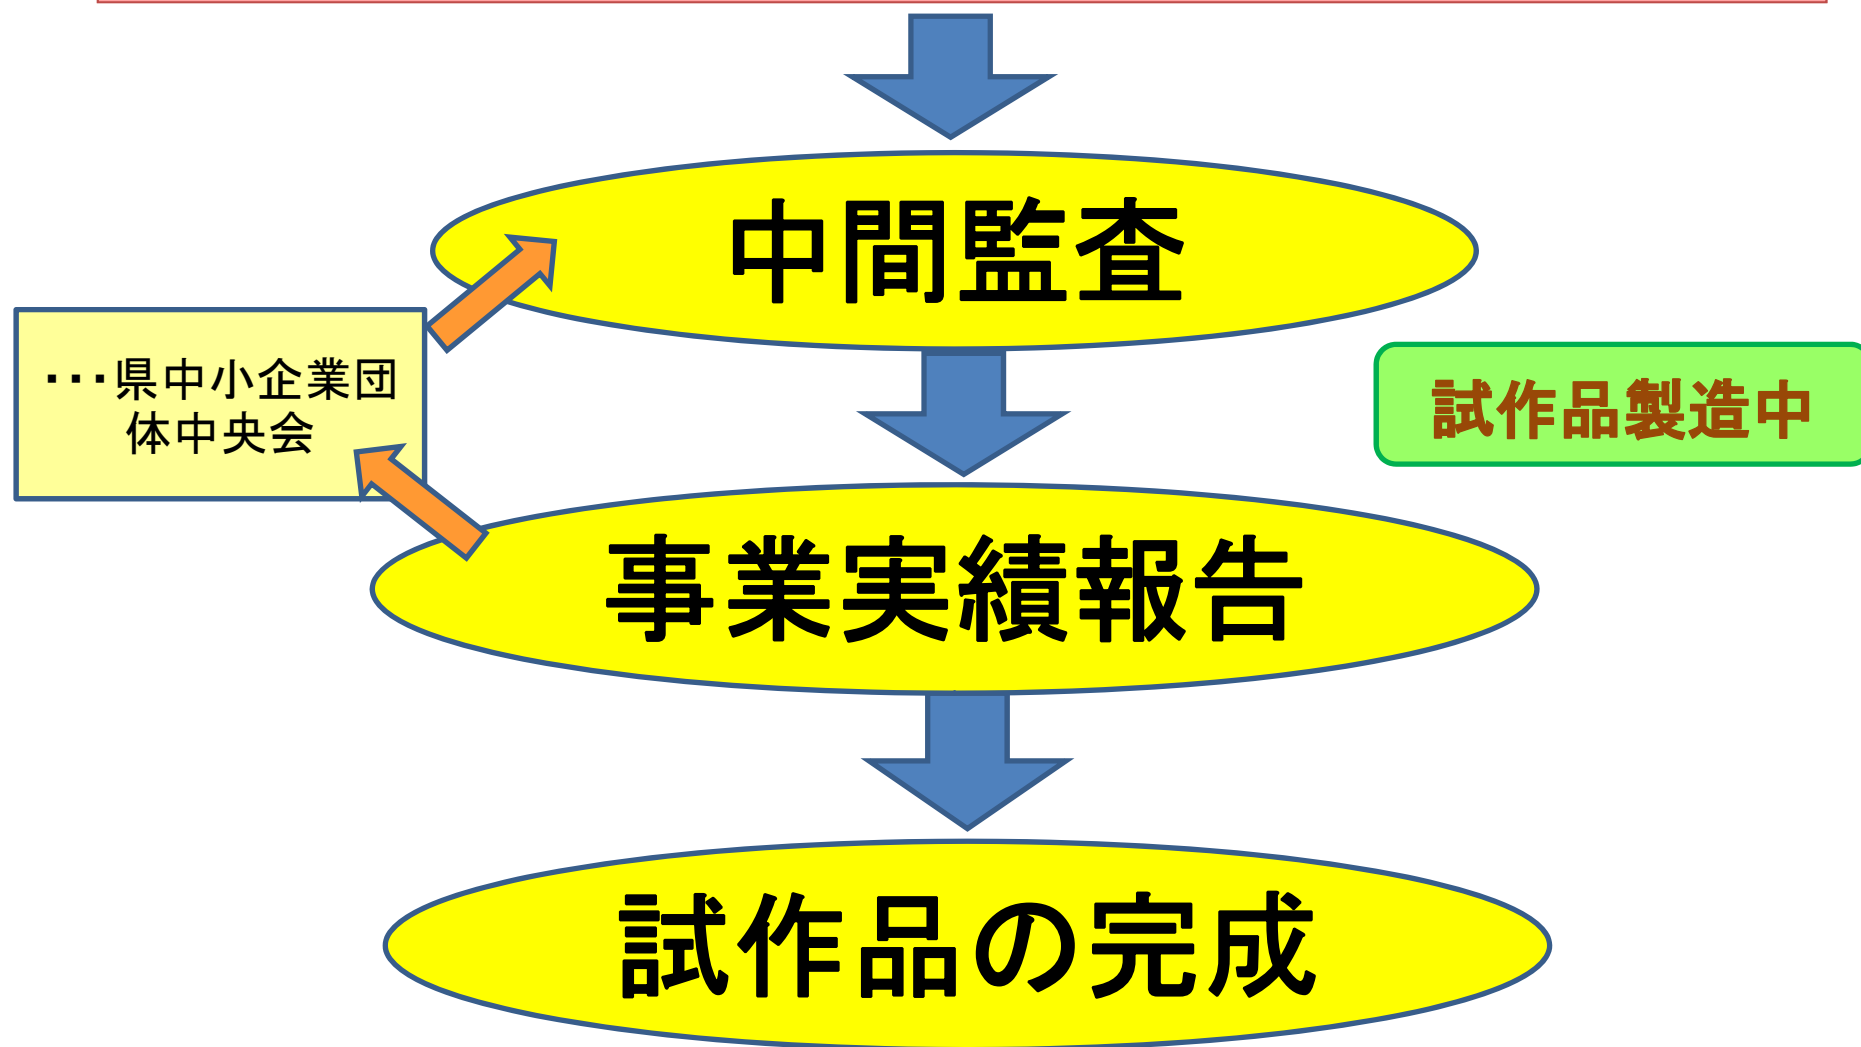 中間監査
･･･県中小企業団
体中央会
試作品製造中
事業実績報告
試作品の完成